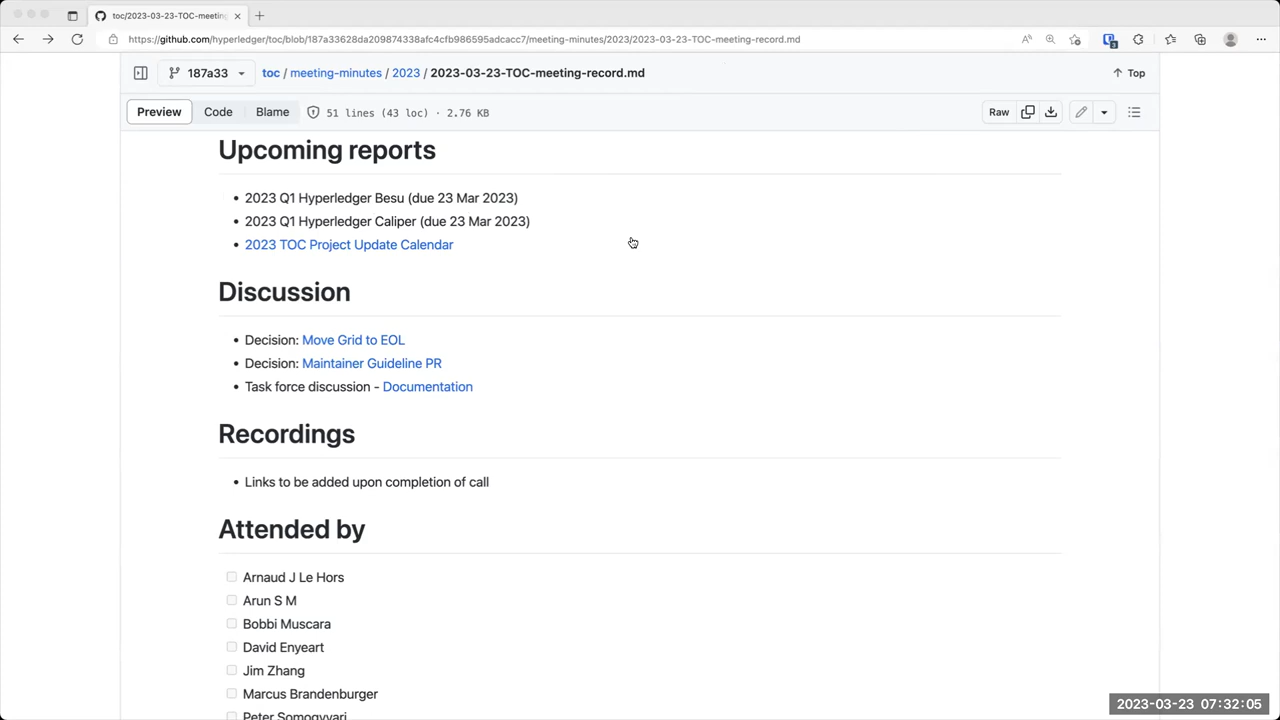 toc/2023-03-23-TOC-meeting-
https://github.com/hyperledger/toc/blob/187a33628da209874338afc4cfb986595adcacc7/meeting-minutes/2023/2023-03-23-TOC-meeting-record.md
187a33 toc / meeting-minutes / 2023 / 2023-03-23-TOC-meeting-record.md Top
Preview Code Blame 51 lines (43 loc) · 2.76 KB Raw
Upcoming reports
• 2023 Q1 Hyperledger Besu (due 23 Mar 2023)
• 2023 Q1 Hyperledger Caliper (due 23 Mar 2023)
• 2023 TOC Project Update Calendar
Discussion
• Decision: Move Grid to EOL
• Decision: Maintainer Guideline PR
• Task force discussion - Documentation
Recordings
• Links to be added upon completion of call
Attended by
Arnaud J Le Hors
Arun S M
Bobbi Muscara
David Enyeart
Jim Zhang
Marcus Brandenburger
Peter Somogyvari
2023-03-23 07:32:05